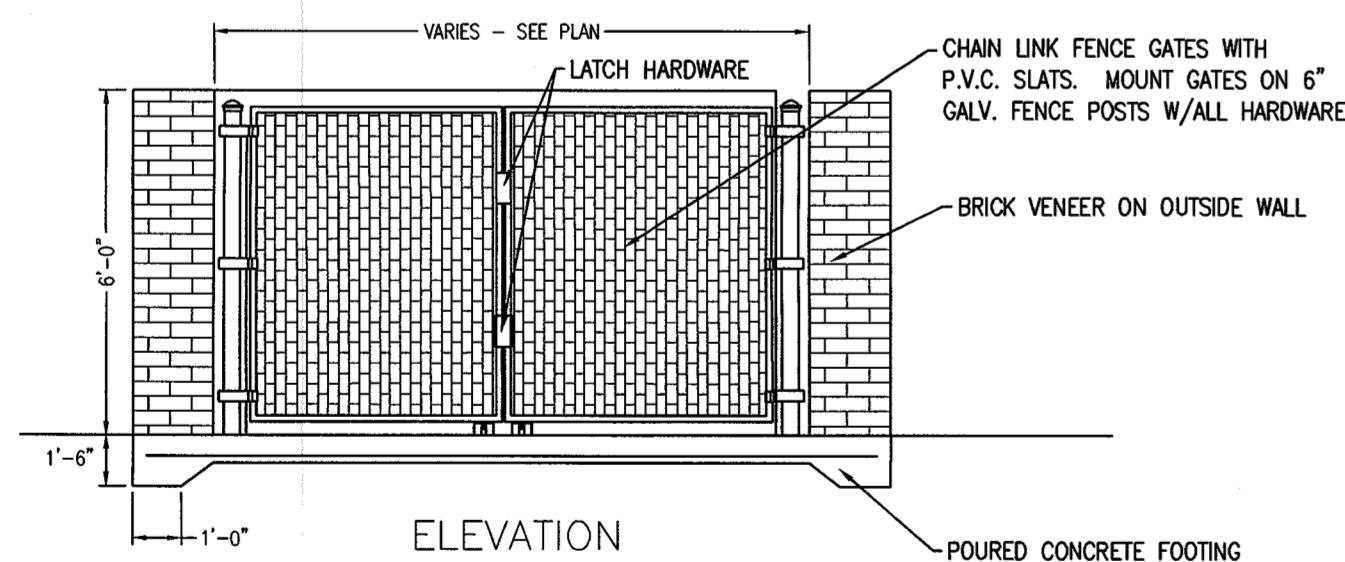 VARIES - SEE PLAN
LATCH HARDWARE
CHAIN LINK FENCE GATES WITH
P.V.C. SLATS. MOUNT GATES ON 6"
GALV. FENCE POSTS W/ALL HARDWARE
BRICK VENEER ON OUTSIDE WALL
6'-0"
1'-6"
1'-0"
ELEVATION
POURED CONCRETE FOOTING